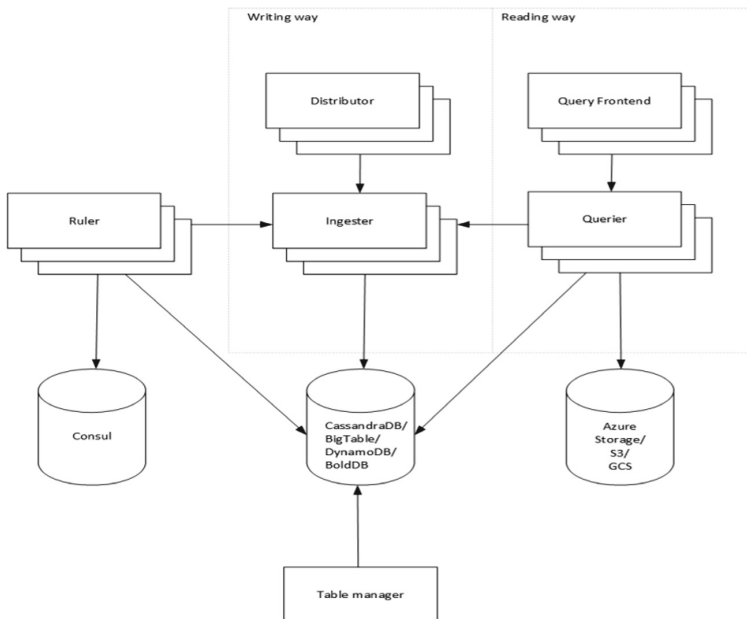 Writing way
Reading way
Distributor
Query Frontend
Ruler
Ingester
Querier
Consul
CassandraDB/
BigTable/
DynamoDB/
BoldDB
Azure
Storage/
S3/
GCS
Table manager